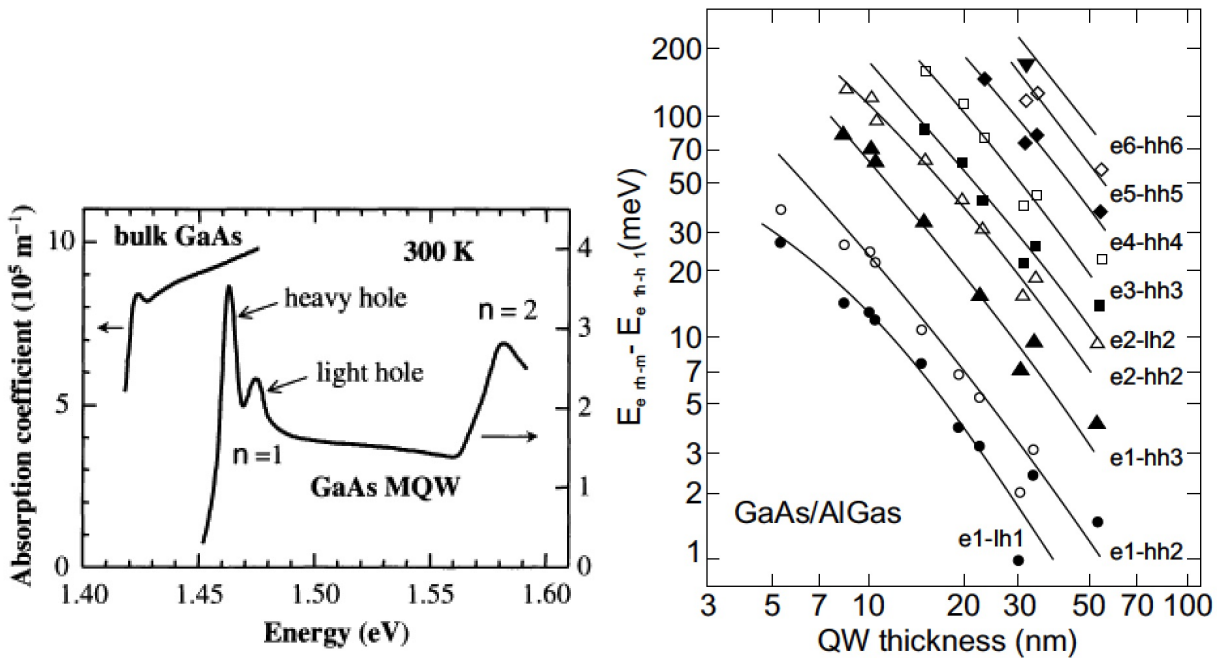 Absorption coefficient (10⁵ m⁻¹)
10
5
0
bulk GaAs
300 K
heavy hole
light hole
n = 2
n = 1
GaAs MQW
4
3
2
1
0
1.40
1.45
1.50
1.55
1.60
Energy (eV)
E e rh-m - E e 1h-h 1 (meV)
200
100
70
50
30
20
10
7
5
3
2
1
e6-hh6
e5-hh5
e4-hh4
e3-hh3
e2-lh2
e2-hh2
e1-hh3
e1-hh2
e1-lh1
GaAs/AlGas
3
5
7
10
20
30
50
70
100
QW thickness (nm)